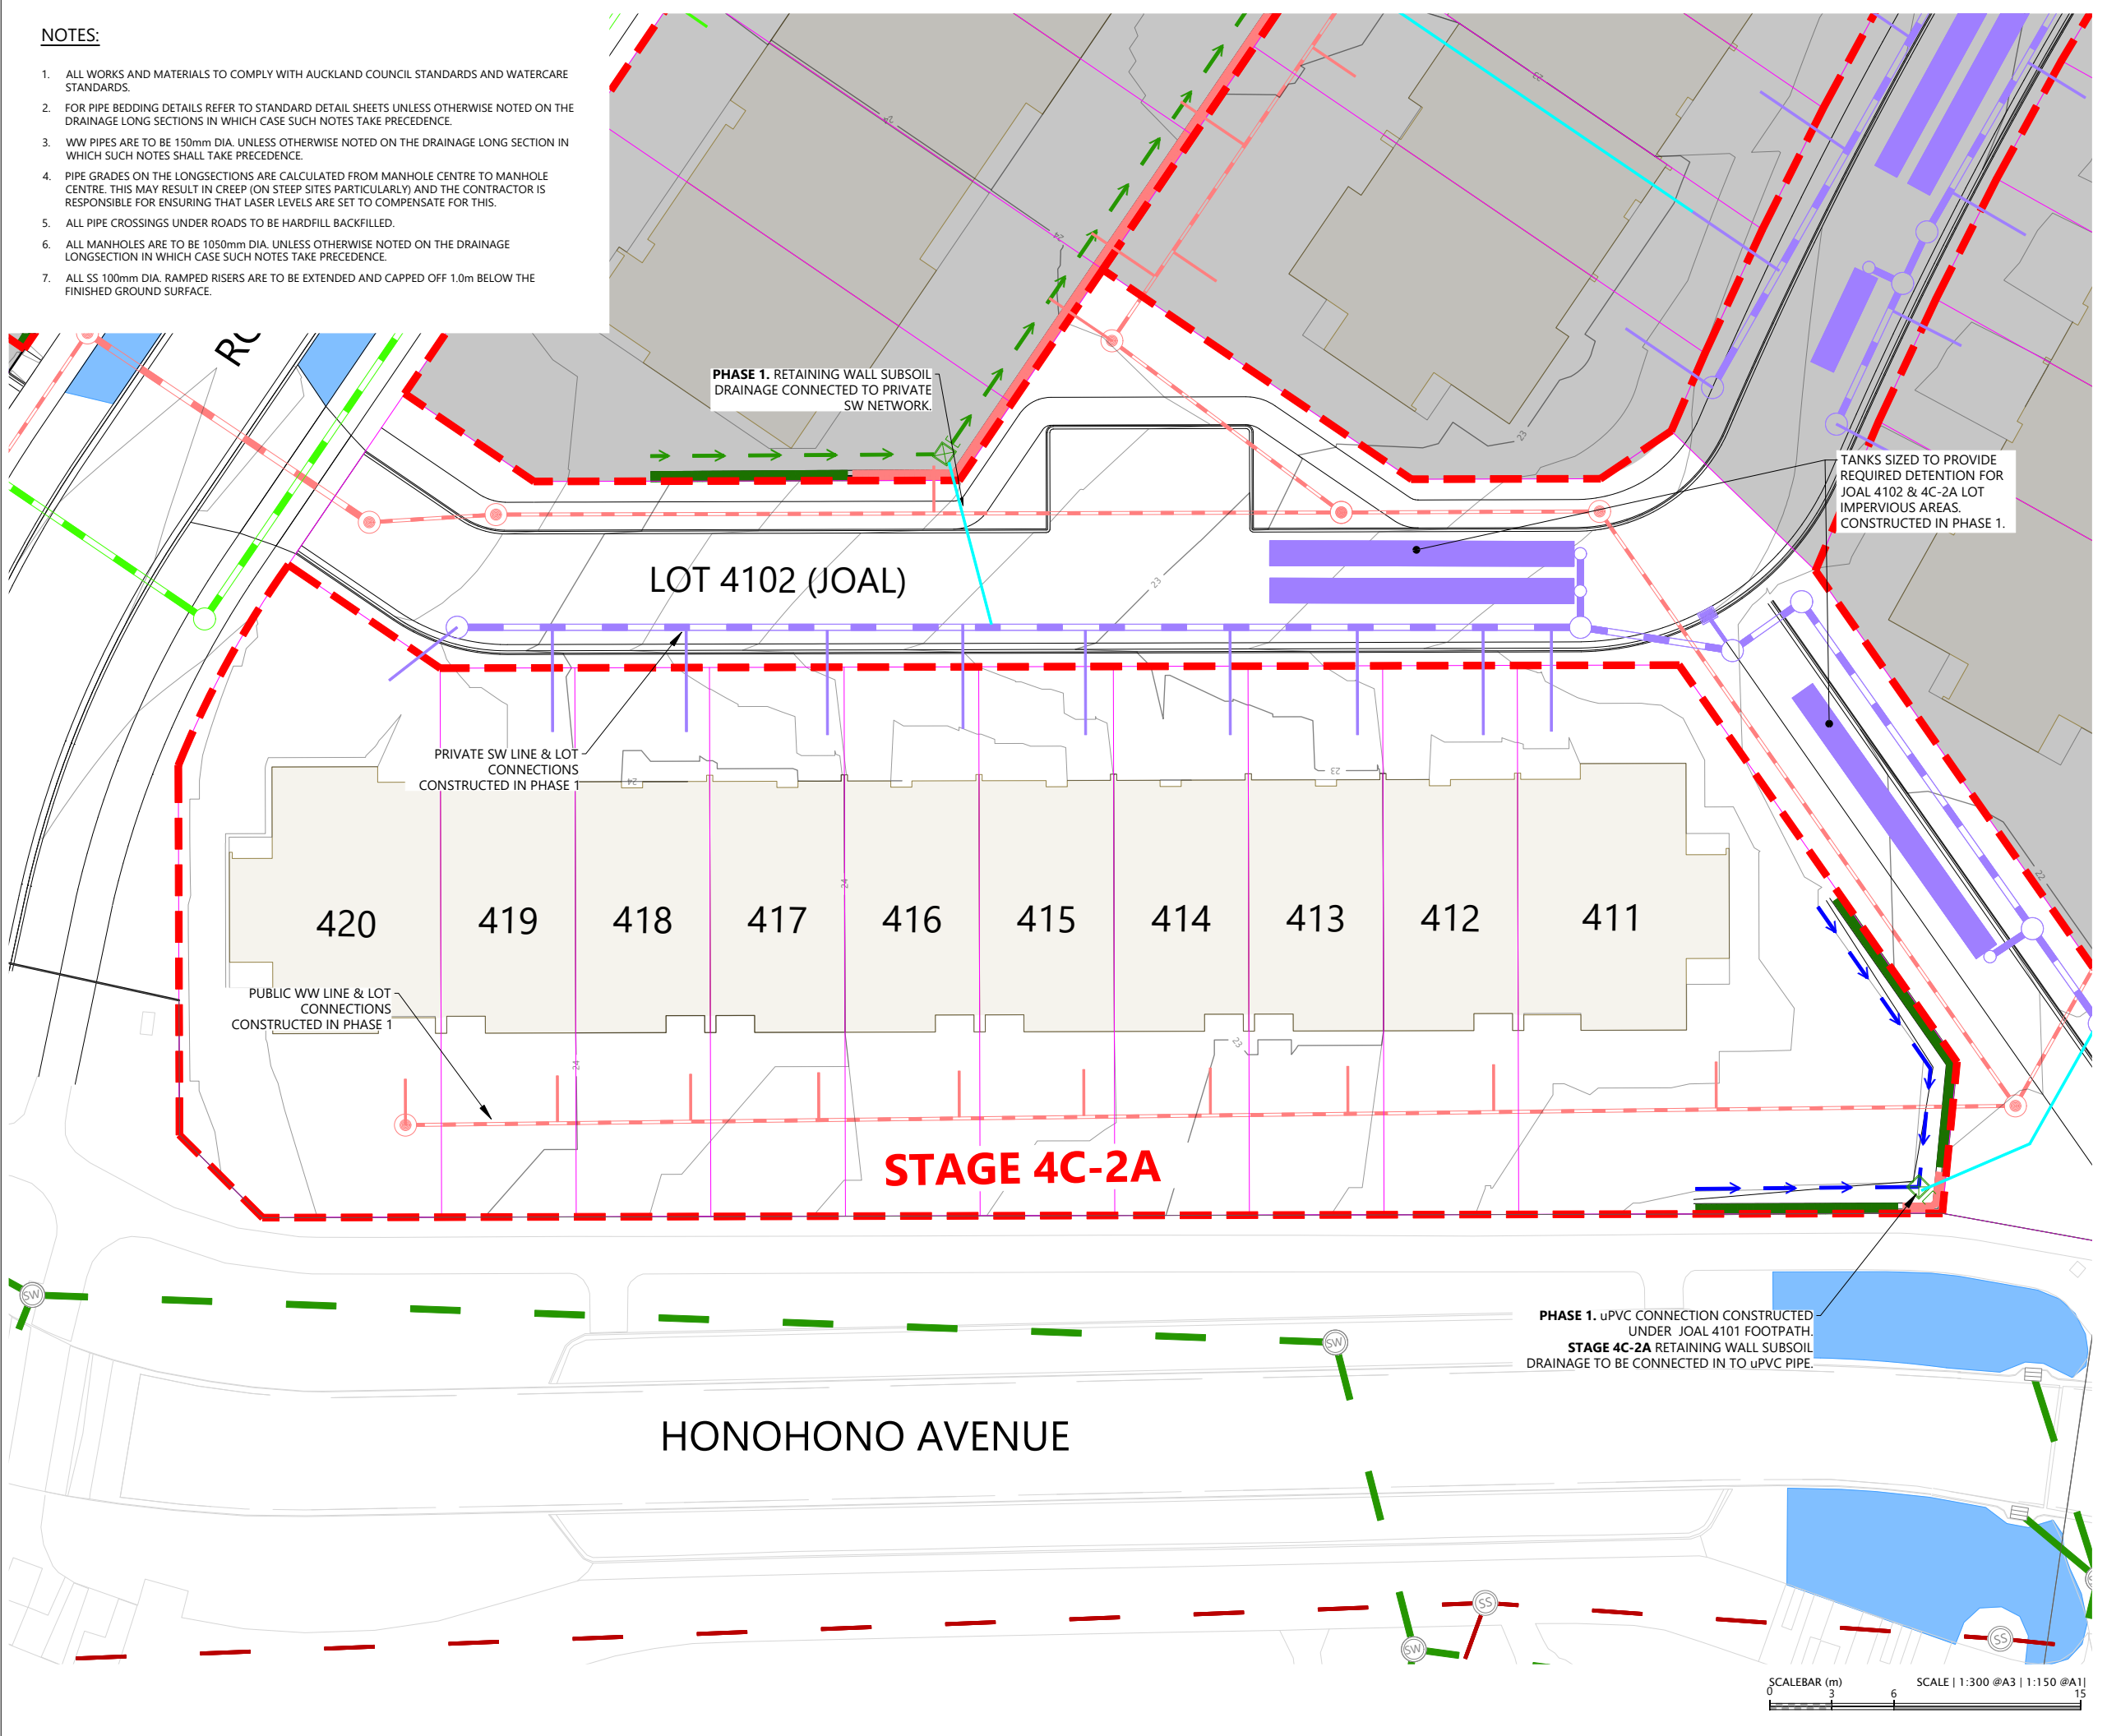 NOTES:
1. ALL WORKS AND MATERIALS TO COMPLY WITH AUCKLAND COUNCIL STANDARDS AND WATERCARE
STANDARDS.
2. FOR PIPE BEDDING DETAILS REFER TO STANDARD DETAIL SHEETS UNLESS OTHERWISE NOTED ON THE
DRAINAGE LONG SECTIONS IN WHICH CASE SUCH NOTES TAKE PRECEDENCE.
3. WW PIPES ARE TO BE 150mm DIA. UNLESS OTHERWISE NOTED ON THE DRAINAGE LONG SECTION IN
WHICH SUCH NOTES SHALL TAKE PRECEDENCE.
4. PIPE GRADES ON THE LONGSECTIONS ARE CALCULATED FROM MANHOLE CENTRE TO MANHOLE
CENTRE. THIS MAY RESULT IN CREEP (ON STEEP SITES PARTICULARLY) AND THE CONTRACTOR IS
RESPONSIBLE FOR ENSURING THAT LASER LEVELS ARE SET TO COMPENSATE FOR THIS.
5. ALL PIPE CROSSINGS UNDER ROADS TO BE HARDFILL BACKFILLED.
6. ALL MANHOLES ARE TO BE 1050mm DIA. UNLESS OTHERWISE NOTED ON THE DRAINAGE
LONGSECTION IN WHICH CASE SUCH NOTES TAKE PRECEDENCE.
7. ALL SS 100mm DIA. RAMPED RISERS ARE TO BE EXTENDED AND CAPPED OFF 1.0m BELOW THE
FINISHED GROUND SURFACE.
23
24
24
RO
PHASE 1. RETAINING WALL SUBSOIL
DRAINAGE CONNECTED TO PRIVATE
SW NETWORK.
23
TANKS SIZED TO PROVIDE
REQUIRED DETENTION FOR
JOAL 4102 & 4C-2A LOT
IMPERVIOUS AREAS.
CONSTRUCTED IN PHASE 1.
LOT 4102 (JOAL)
23
PRIVATE SW LINE & LOT
CONNECTIONS
CONSTRUCTED IN PHASE 1
24
23
24
22
420
419
418
417
416
415
414
413
412
411
PUBLIC WW LINE & LOT
CONNECTIONS
CONSTRUCTED IN PHASE 1
24
23
STAGE 4C-2A
SW
SW
PHASE 1. uPVC CONNECTION CONSTRUCTED
UNDER JOAL 4101 FOOTPATH.
STAGE 4C-2A RETAINING WALL SUBSOIL
DRAINAGE TO BE CONNECTED IN TO uPVC PIPE.
HONOHONO AVENUE
SS
SW
SS
SCALEBAR (m) SCALE | 1:300 @A3 | 1:150 @A1|
0 3 6 15